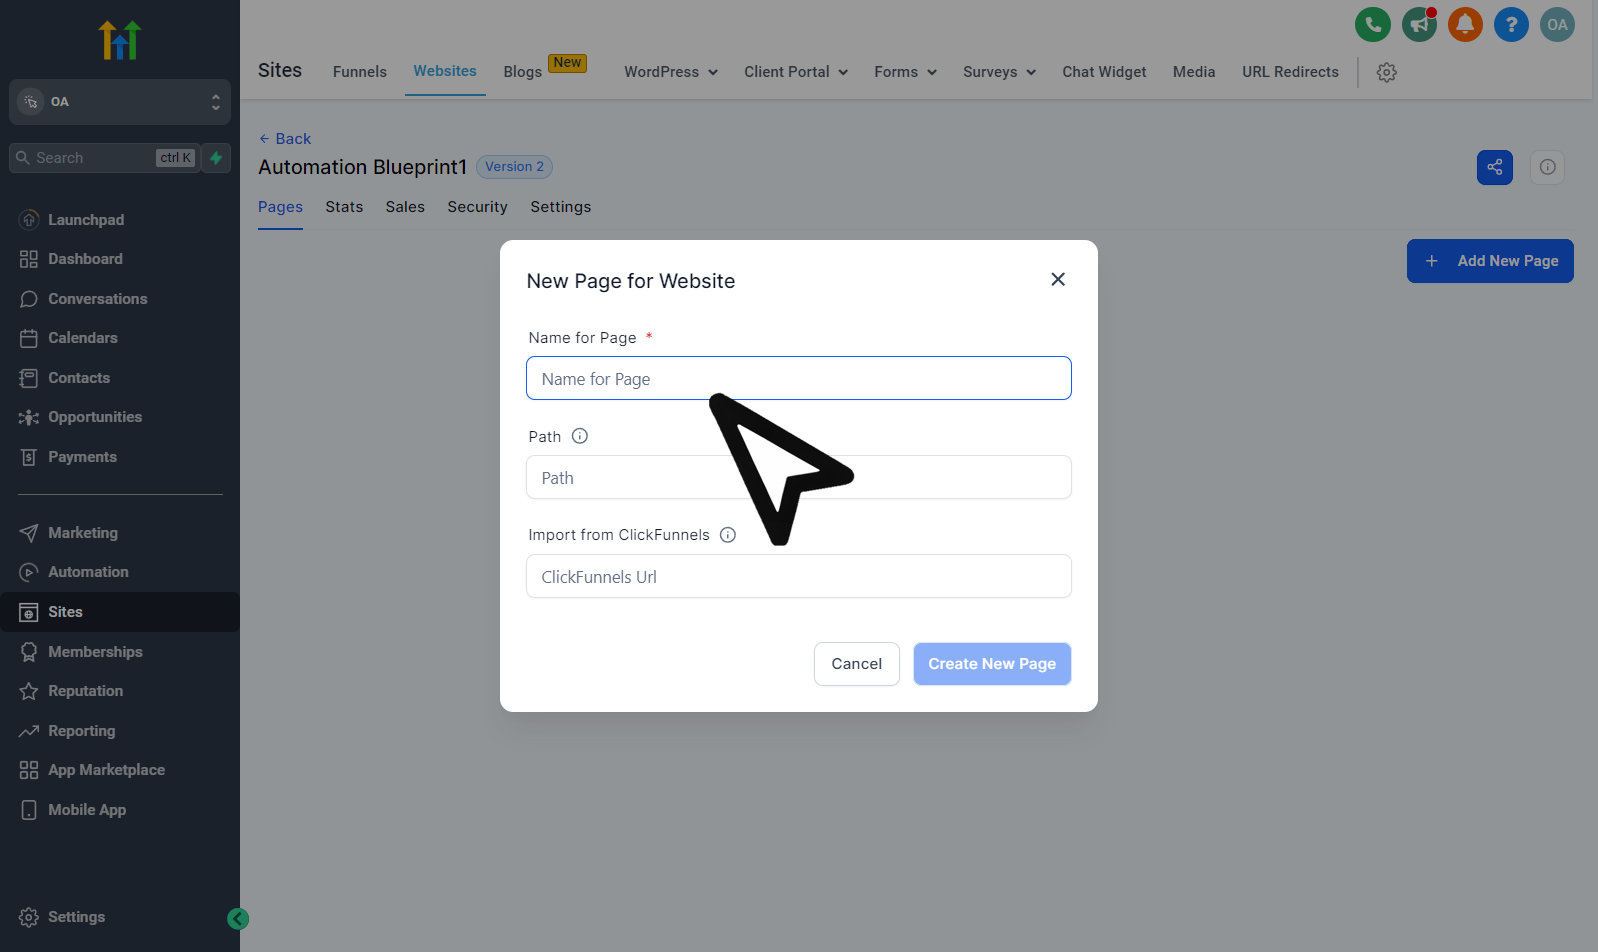 OA
Search
ctrl K
Launchpad
Dashboard
Conversations
Calendars
Contacts
Opportunities
Payments
Marketing
Automation
Sites
Memberships
Reputation
Reporting
App Marketplace
Mobile App
Settings
OA
Sites
Funnels
Websites
Blogs
New
WordPress
Client Portal
Forms
Surveys
Chat Widget
Media
URL Redirects
Back
Automation Blueprint1
Version 2
Pages
Stats
Sales
Security
Settings
+ Add New Page
New Page for Website
Name for Page *
Name for Page
Path
Path
Import from ClickFunnels
ClickFunnels Url
Cancel
Create New Page